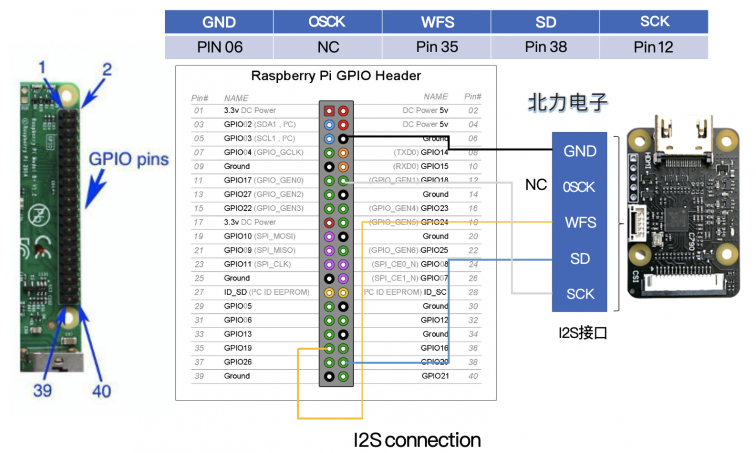 GND OSCK WFS SD SCK
PIN 06 NC Pin 35 Pin 38 Pin 12
Raspberry Pi GPIO Header
Pin# NAME NAME Pin#
01 3.3v DC Power DC Power 5v 02
03 GPIO02 (SDA1 , I²C) DC Power 5v 04
05 GPIO03 (SCL1 , I²C) Ground 06
07 GPIO04 (GPIO_GCLK) (TXD0) GPIO14 08
09 Ground (RXD0) GPIO15 10
11 GPIO17 (GPIO_GEN0) (GPIO_GEN1) GPIO18 12
13 GPIO27 (GPIO_GEN2) Ground 14
15 GPIO22 (GPIO_GEN3) (GPIO_GEN4) GPIO23 16
17 3.3v DC Power (GPIO_GEN5) GPIO24 18
19 GPIO10 (SPI_MOSI) Ground 20
21 GPIO09 (SPI_MISO) (GPIO_GEN6) GPIO25 22
23 GPIO11 (SPI_CLK) (SPI_CE0_N) GPIO08 24
25 Ground (SPI_CE1_N) GPIO07 26
27 ID_SD (I²C ID EEPROM) (I²C ID EEPROM) ID_SC 28
29 GPIO05 Ground 30
31 GPIO06 GPIO12 32
33 GPIO13 Ground 34
35 GPIO19 GPIO16 36
37 GPIO26 GPIO20 38
39 Ground GPIO21 40
1 2
GPIO pins
39 40
Raspberry Pi Model B+ V1.2
北力电子
GND
NC
OSCK
WFS
SD
SCK
I2S接口
HDMI
C790
CSI
I2S connection